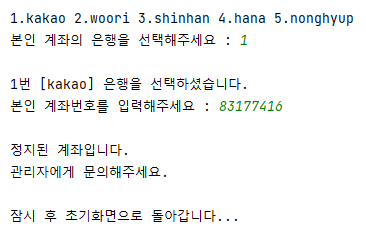 1.kakao 2.woori 3.shinhan 4.hana 5.nonghyup
본인 계좌의 은행을 선택해주세요 : 1
1번 [kakao] 은행을 선택하셨습니다.
본인 계좌번호를 입력해주세요 : 83177416
정지된 계좌입니다.
관리자에게 문의해주세요.
잠시 후 초기화면으로 돌아갑니다...